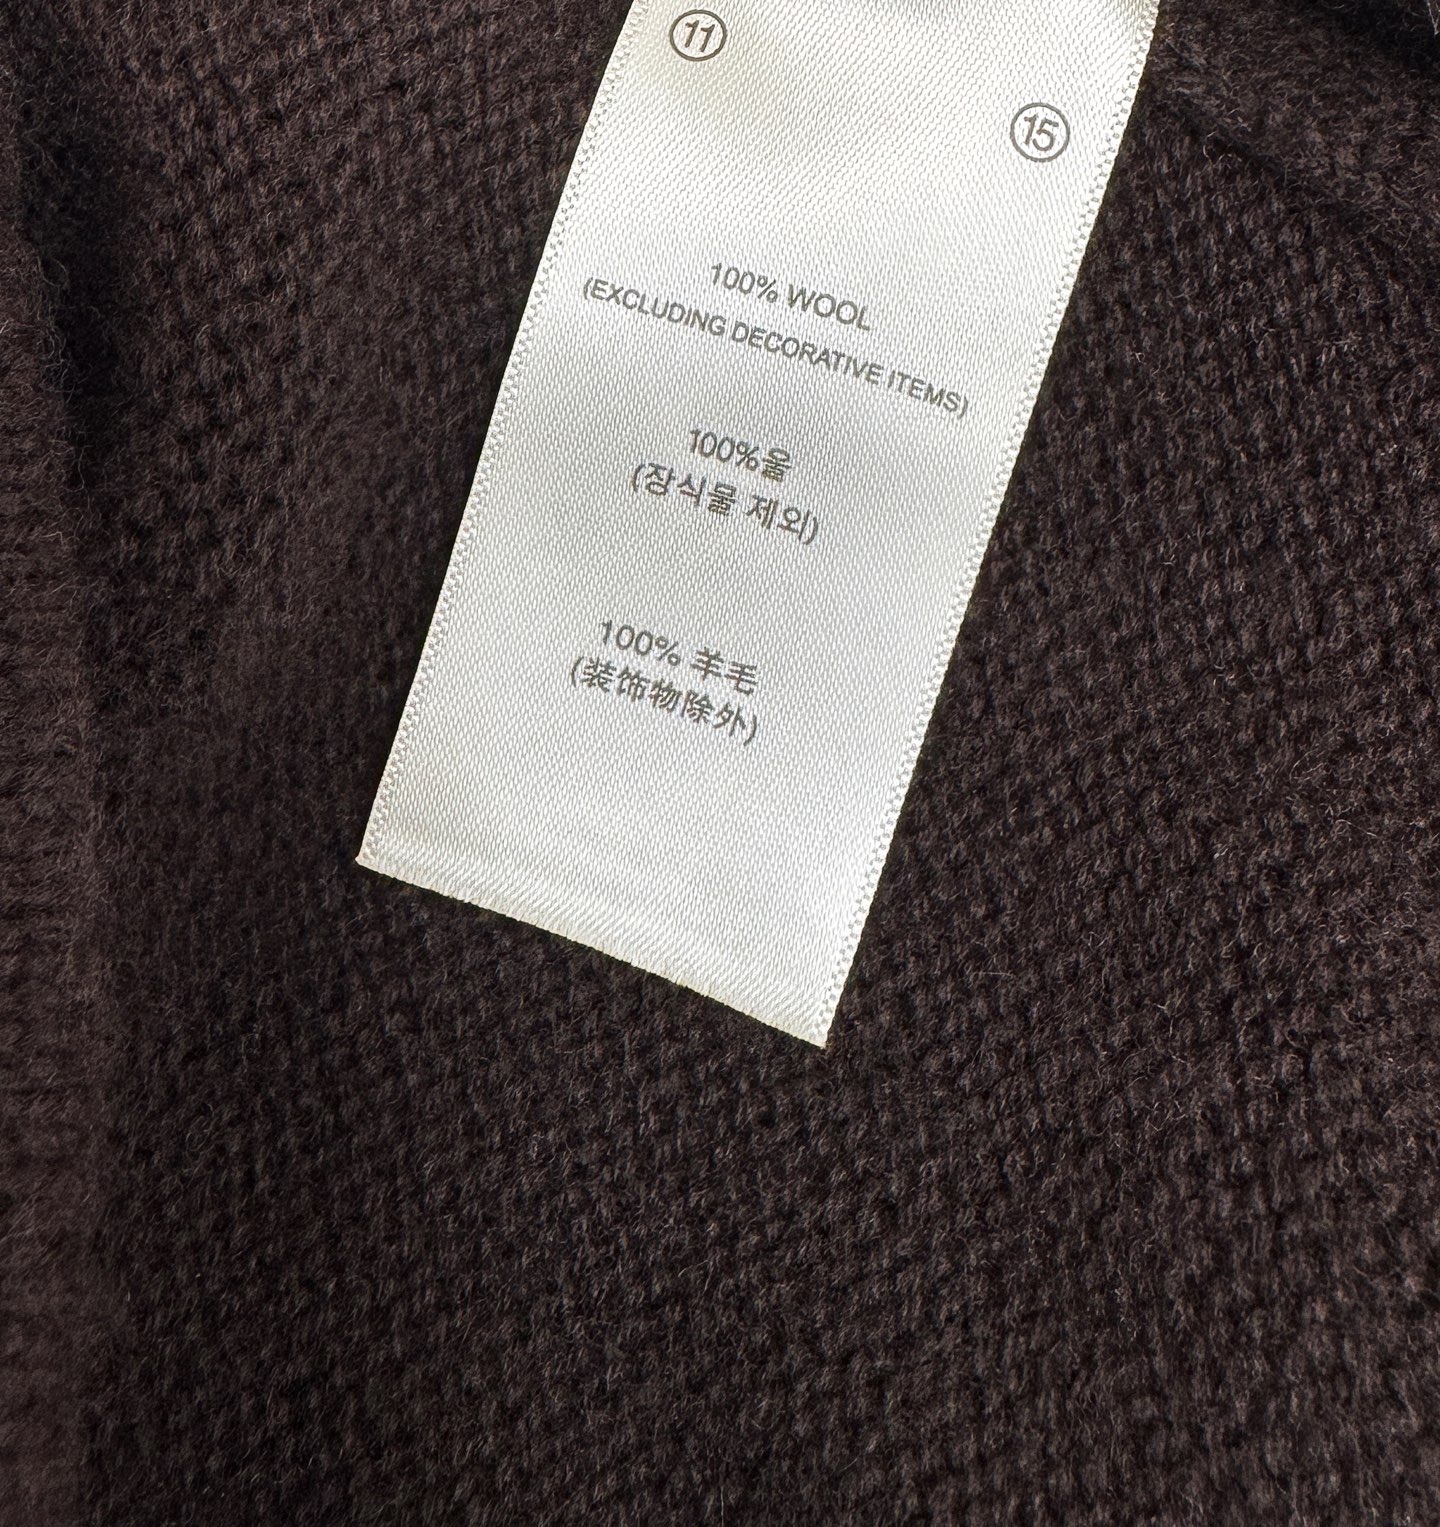 ⑪
⑮
100% WOOL
(EXCLUDING DECORATIVE ITEMS)
100%울
(장식물 제외)
100% 羊毛
(装饰物除外)